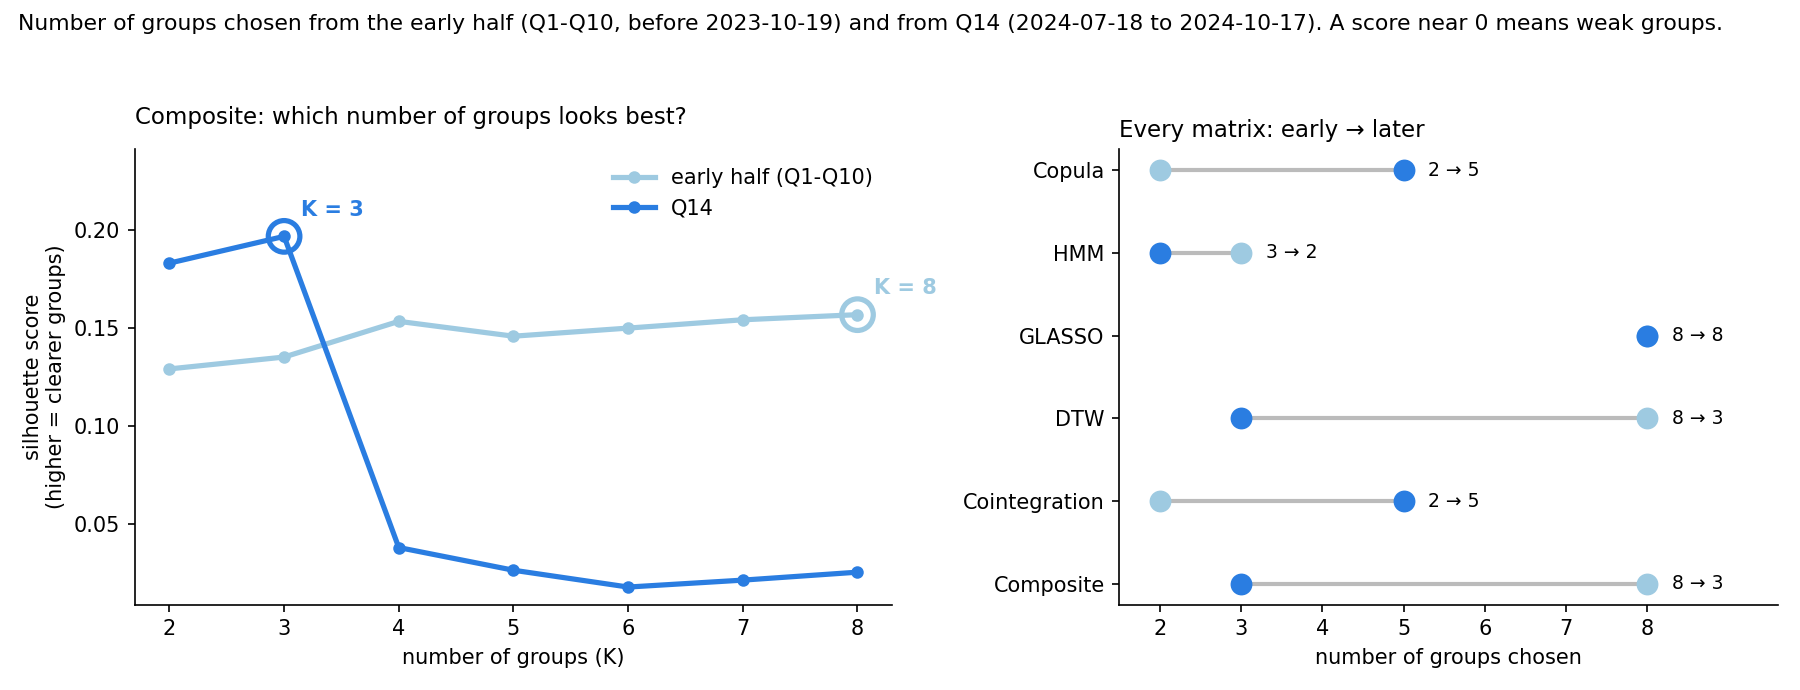 Number of groups chosen from the early half (Q1-Q10, before 2023-10-19) and from Q14 (2024-07-18 to 2024-10-17). A score near 0 means weak groups.
Composite: which number of groups looks best?
silhouette score
(higher = clearer groups)
0.20
0.15
0.10
0.05
early half (Q1-Q10)
Q14
K = 3
K = 8
2 3 4 5 6 7 8
number of groups (K)
Every matrix: early → later
Copula 2 → 5
HMM 3 → 2
GLASSO 8 → 8
DTW 8 → 3
Cointegration 2 → 5
Composite 8 → 3
2 3 4 5 6 7 8
number of groups chosen